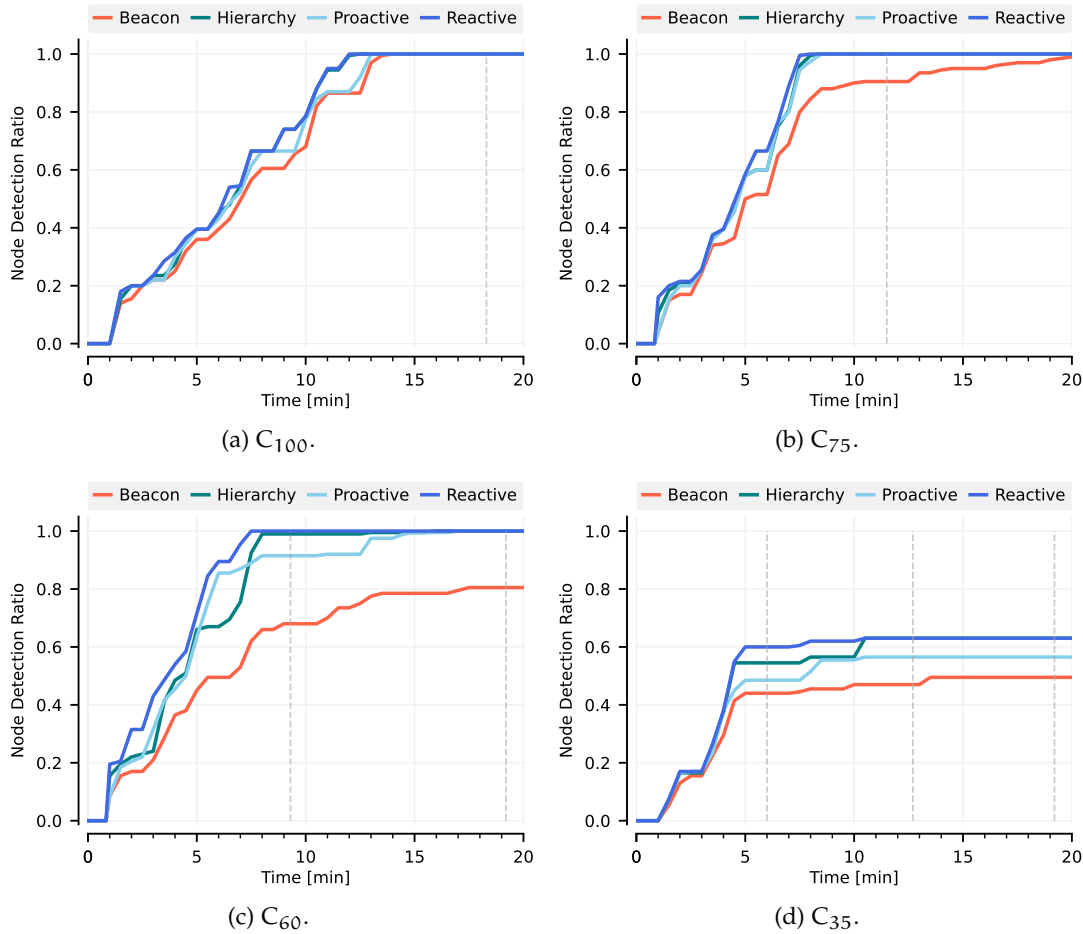 Beacon Hierarchy Proactive Reactive
1.0
0.8
0.6
0.4
0.2
0.0
Node Detection Ratio
0 5 10 15 20
Time [min]
(a) C100.
Beacon Hierarchy Proactive Reactive
1.0
0.8
0.6
0.4
0.2
0.0
Node Detection Ratio
0 5 10 15 20
Time [min]
(b) C75.
Beacon Hierarchy Proactive Reactive
1.0
0.8
0.6
0.4
0.2
0.0
Node Detection Ratio
0 5 10 15 20
Time [min]
(c) C60.
Beacon Hierarchy Proactive Reactive
1.0
0.8
0.6
0.4
0.2
0.0
Node Detection Ratio
0 5 10 15 20
Time [min]
(d) C35.